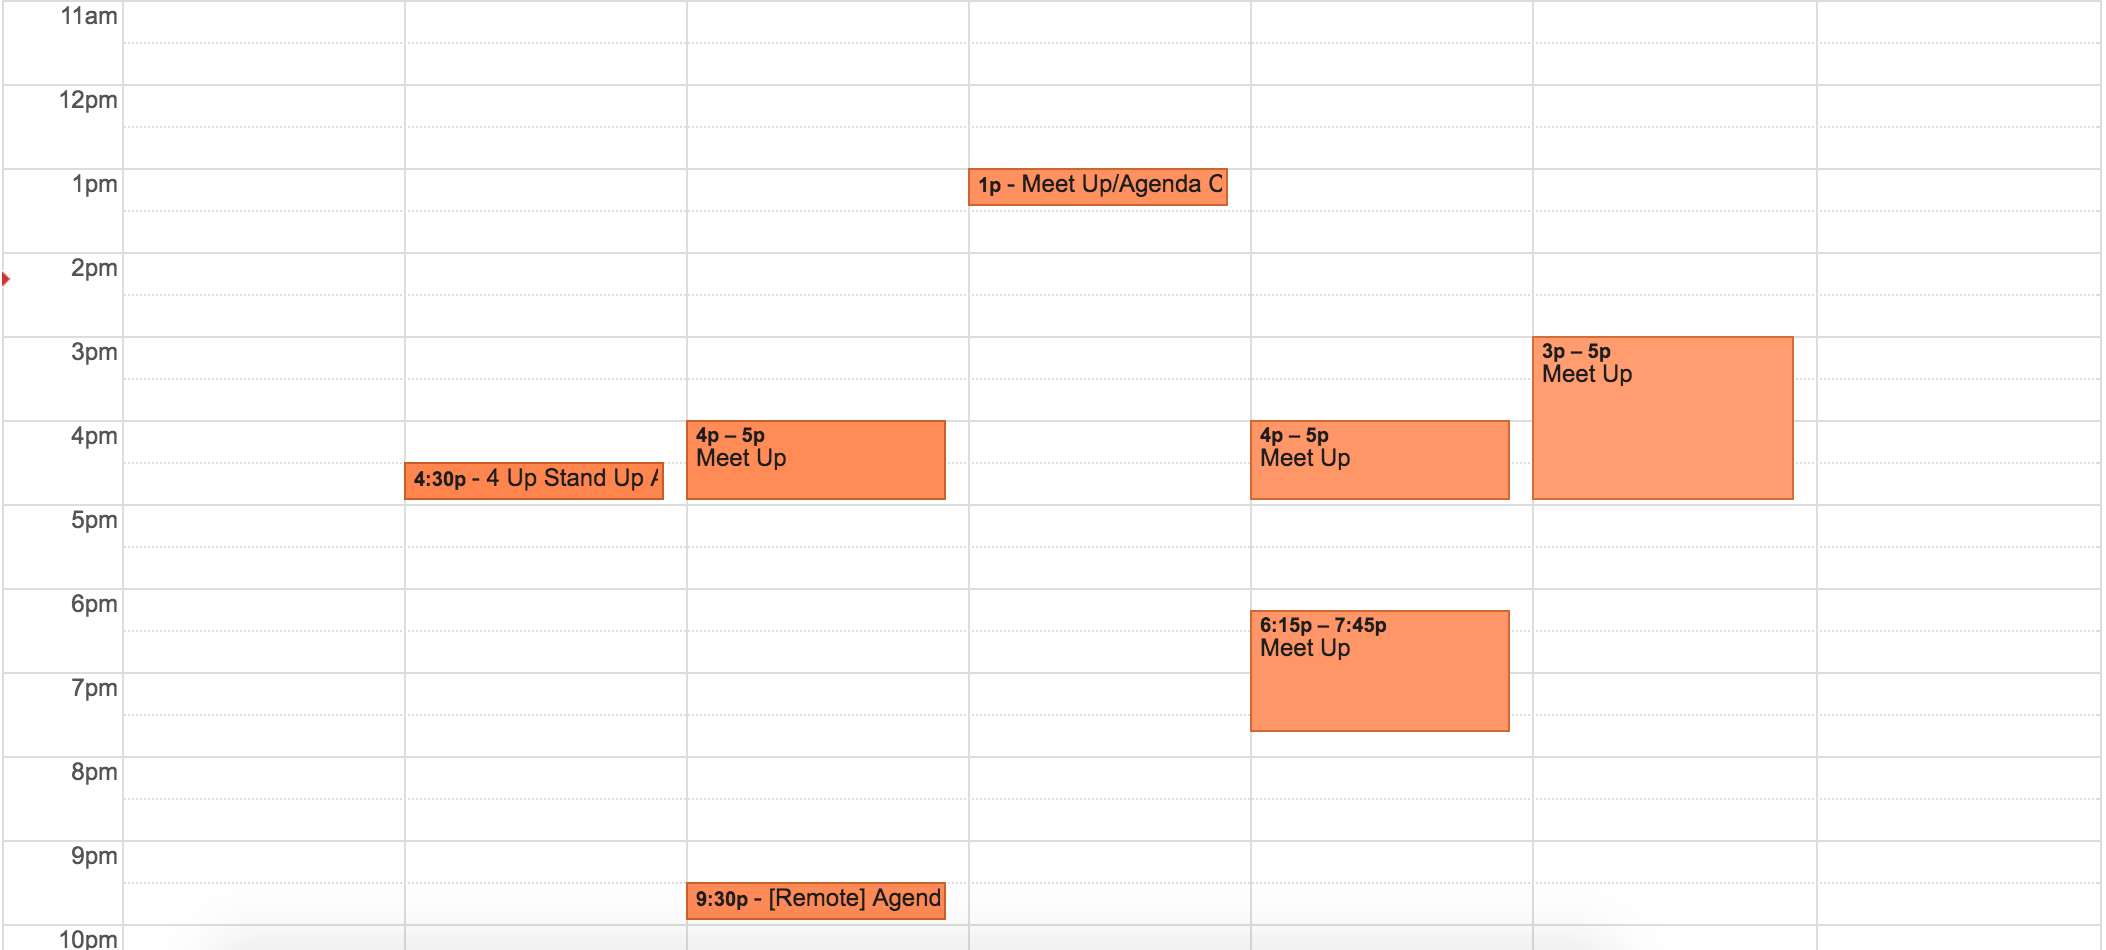 11am
12pm
1pm
1p - Meet Up/Agenda
2pm
3pm
3p – 5p
Meet Up
4pm
4p – 5p
Meet Up
4p – 5p
Meet Up
4:30p - 4 Up Stand Up
5pm
6pm
6:15p – 7:45p
Meet Up
7pm
8pm
9pm
9:30p - [Remote] Agend
10pm